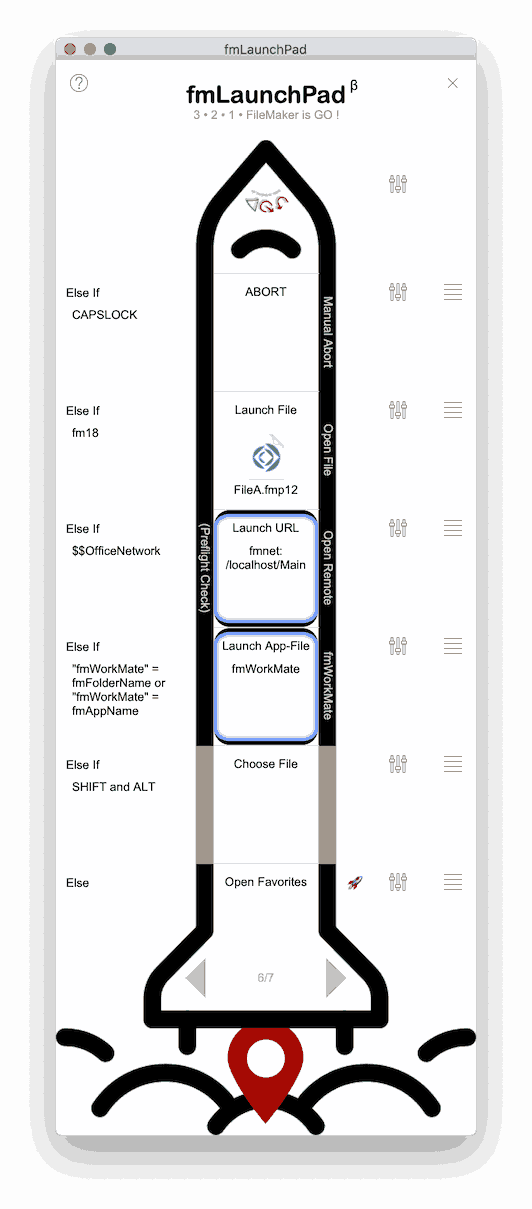 fmLaunchPad
fmLaunchPad β
3 • 2 • 1 • FileMaker is GO !
Else If
CAPSLOCK
ABORT
Manual Abort
Else If
fm18
Launch File
FileA.fmp12
Open File
Else If
$$OfficeNetwork
(Preflight Check)
Launch URL
fmnet:
/localhost/Main
Open Remote
Else If
"fmWorkMate" =
fmFolderName or
"fmWorkMate" =
fmAppName
Launch App-File
fmWorkMate
fmWorkMate
Else If
SHIFT and ALT
Choose File
Else
Open Favorites
6/7